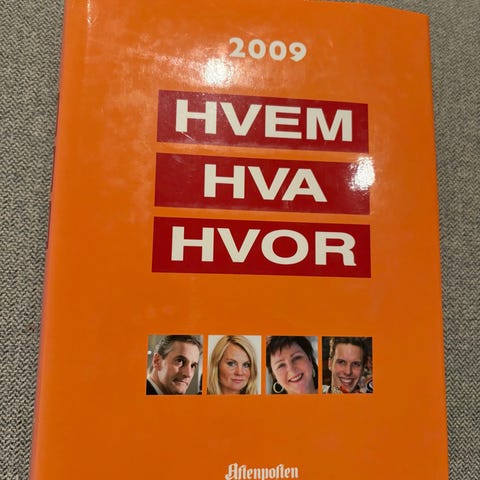 2009
HVEM
HVA
HVOR
Aftenposten